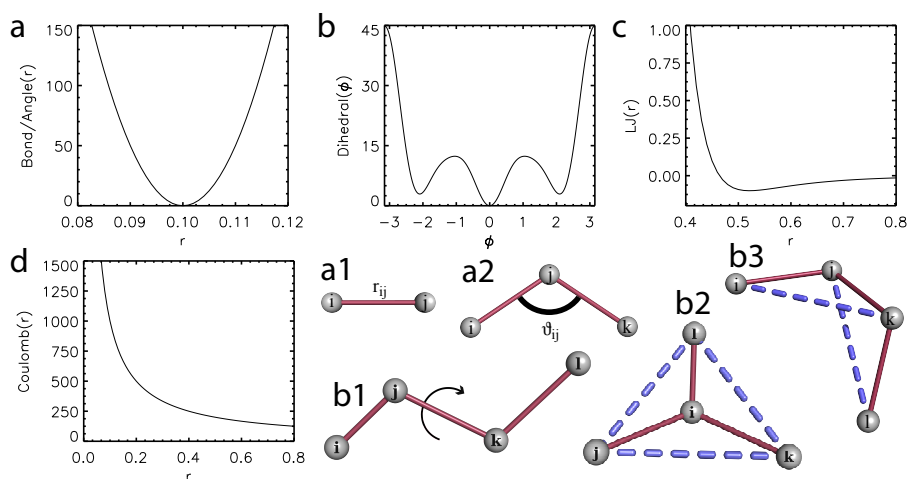 a
150
100
50
0
Bond/Angle(r)
0.08 0.09 0.10 0.11 0.12
r
b
45
30
15
0
Dihedral(ϕ)
−3 −2 −1 0 1 2 3
ϕ
c
1.00
0.75
0.50
0.25
0.00
LJ(r)
0.4 0.5 0.6 0.7 0.8
r
d
1500
1250
1000
750
500
250
0
Coulomb(r)
0.0 0.2 0.4 0.6 0.8
r
a1
r_ij
i j
a2
j
i k
ϑ_ij
b1
j l
i k
b2
l
i
j k
b3
i j
k
l